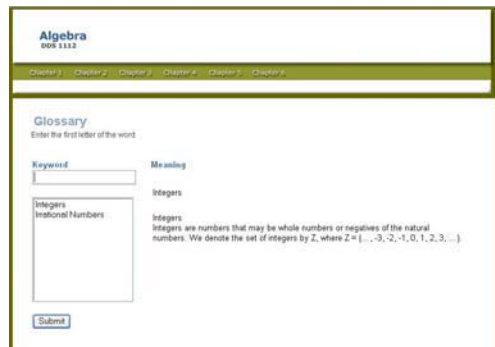 Algebra
DDS 1112
Chapter 1 Chapter 2 Chapter 3 Chapter 4 Chapter 5 Chapter 6
Glossary
Enter the first letter of the word
Keyword
Meaning
Integers
Integers
Irrational Numbers
Integers
Integers are numbers that may be whole numbers or negatives of the natural
numbers. We denote the set of integers by Z, where Z = {..., -3, -2, -1, 0, 1, 2, 3, ...}.
Submit